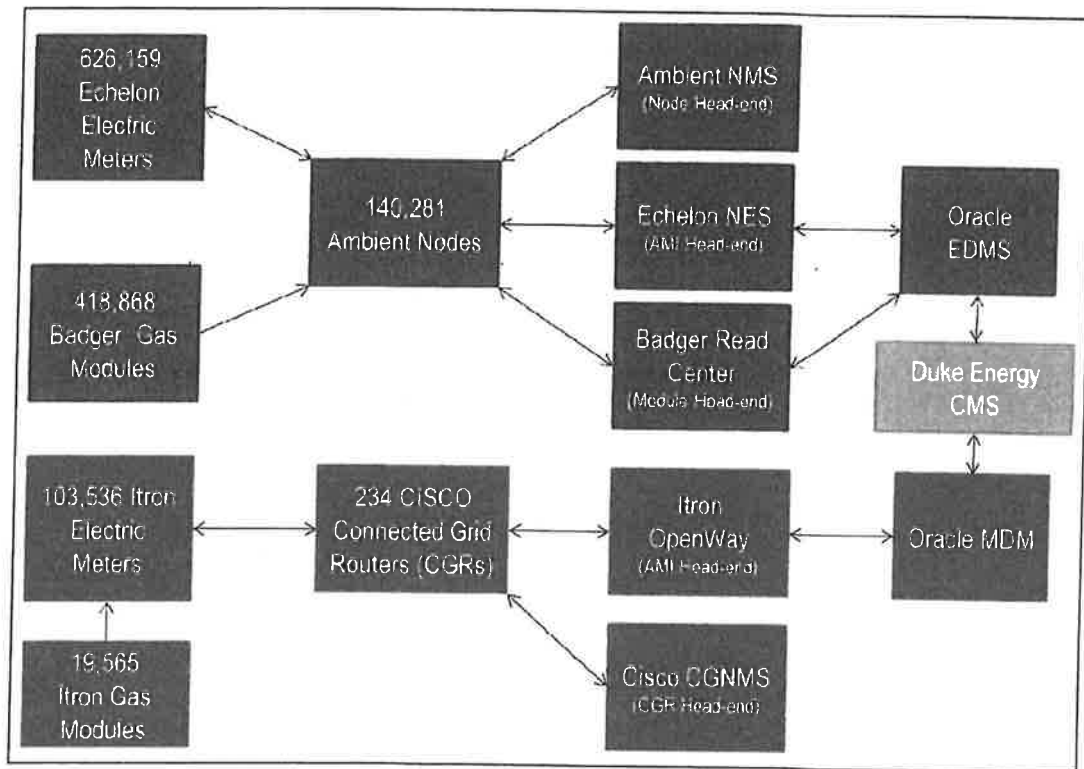 626,159
Echelon
Electric
Meters
Ambient NMS
(Node Head-end)
140,281
Ambient Nodes
Echelon NES
(AMI Head-end)
Oracle
EDMS
418,868
Badger Gas
Modules
Badger Read
Center
(Module Head-end)
Duke Energy
CMS
103,536 Itron
Electric
Meters
234 CISCO
Connected Grid
Routers (CGRs)
Itron
OpenWay
(AMI Head-end)
Oracle MDM
19,565
Itron Gas
Modules
Cisco CGNMS
(CGR Head-end)